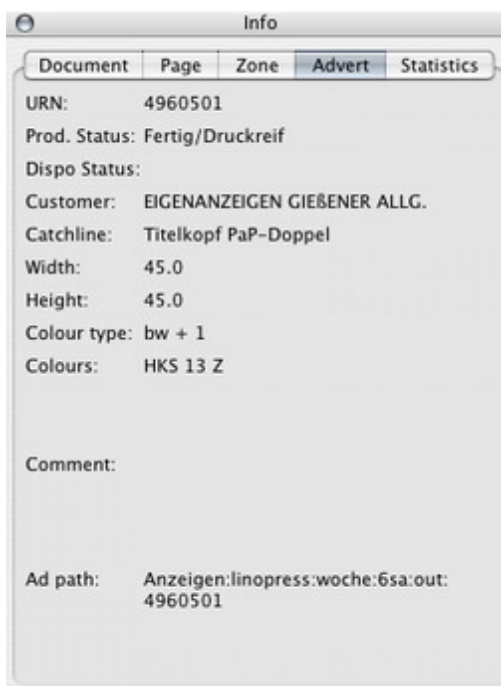 Info
Document Page Zone Advert Statistics
URN: 4960501
Prod. Status: Fertig/Druckreif
Dispo Status:
Customer: EIGENANZEIGEN GIEßENER ALLG.
Catchline: Titelkopf PaP-Doppel
Width: 45.0
Height: 45.0
Colour type: bw + 1
Colours: HKS 13 Z
Comment:
Ad path: Anzeigen:linopress:woche:6sa:out:
4960501